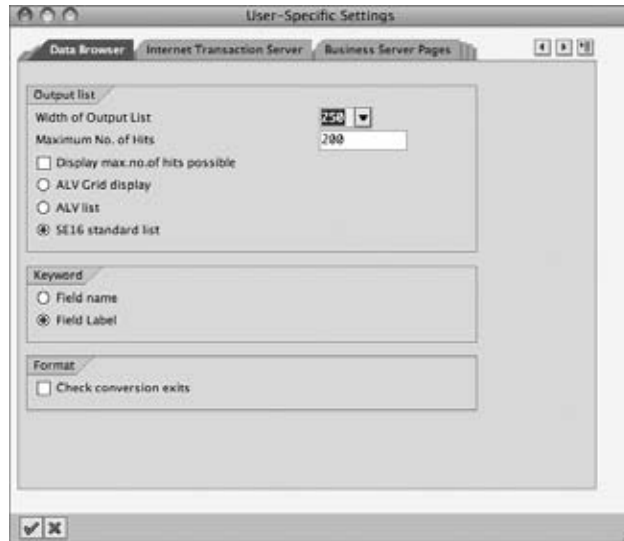 User-Specific Settings
Data Browser Internet Transaction Server Business Server Pages
Output list
Width of Output List 250
Maximum No. of Hits 200
Display max.no.of hits possible
ALV Grid display
ALV list
SE16 standard list
Keyword
Field name
Field Label
Format
Check conversion exits